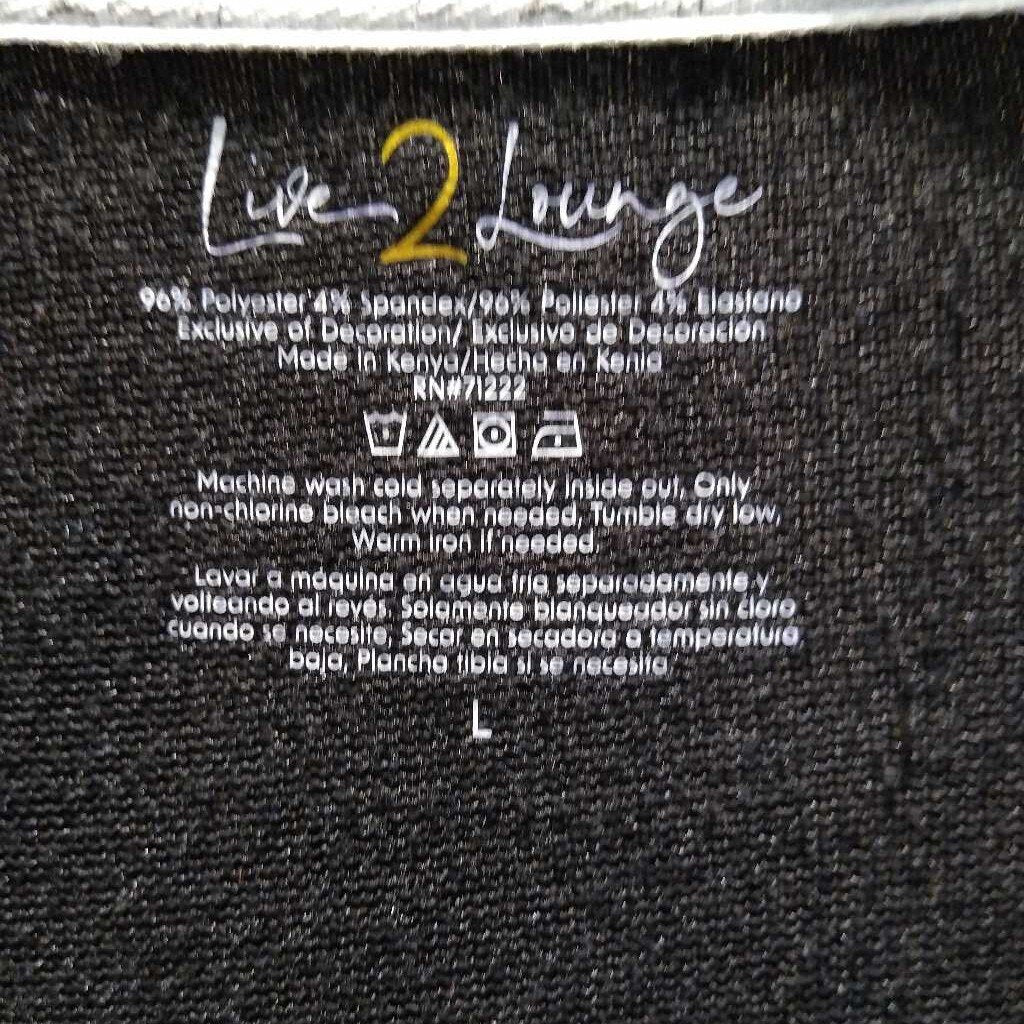 Live 2 Lounge
96% Polyester 4% Spandex/96% Poliester 4% Elastano
Exclusive of Decoration/ Exclusivo de Decoración
Made in Kenya/Hecho en Kenia
RN#71222
Machine wash cold separately inside out, Only
non-chlorine bleach when needed, Tumble dry low,
Warm iron if needed.
Lavar a máquina en agua fría separadamente y
volteando al revés, Solamente blanqueador sin cloro
cuando se necesite, Secar en secadora a temperatura
baja, Plancha tibia si se necesita.
L